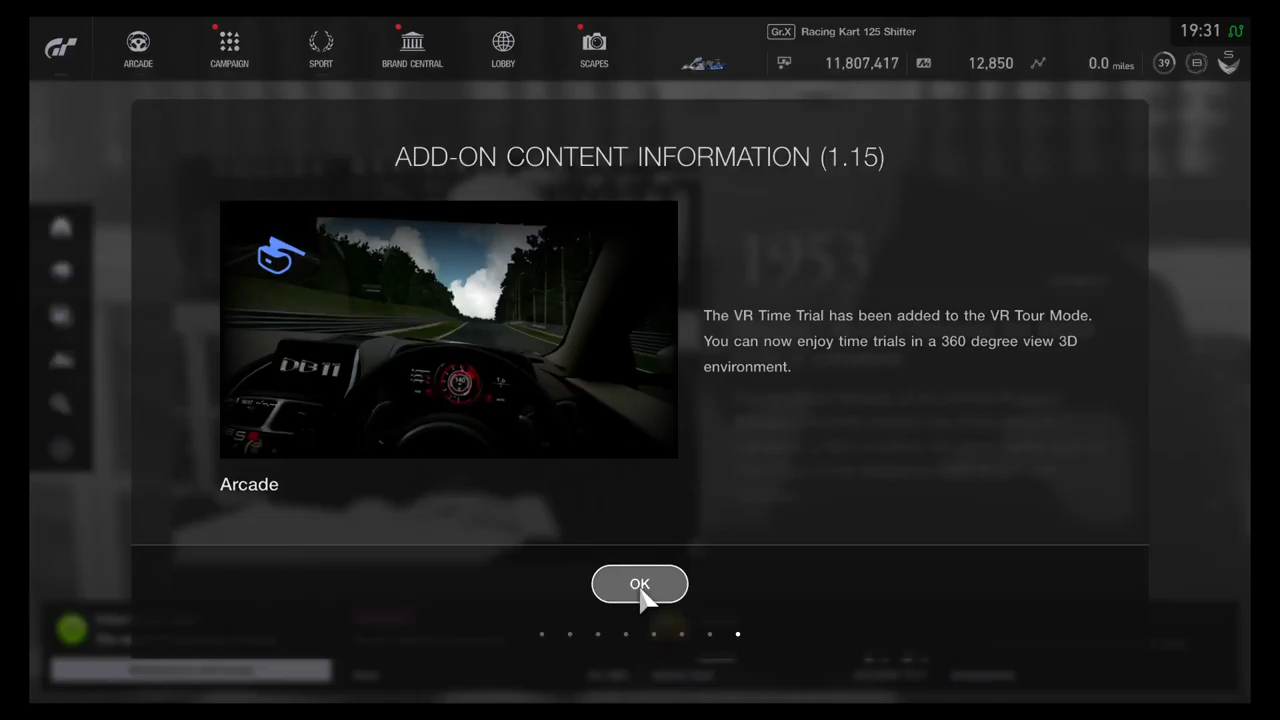 19:31
Gr.X Racing Kart 125 Shifter
ARCADE CAMPAIGN SPORT BRAND CENTRAL LOBBY SCAPES
11,807,417 12,850 0.0 miles 39 B S
ADD-ON CONTENT INFORMATION (1.15)
1953
DB11
The VR Time Trial has been added to the VR Tour Mode.
You can now enjoy time trials in a 360 degree view 3D
environment.
Arcade
OK